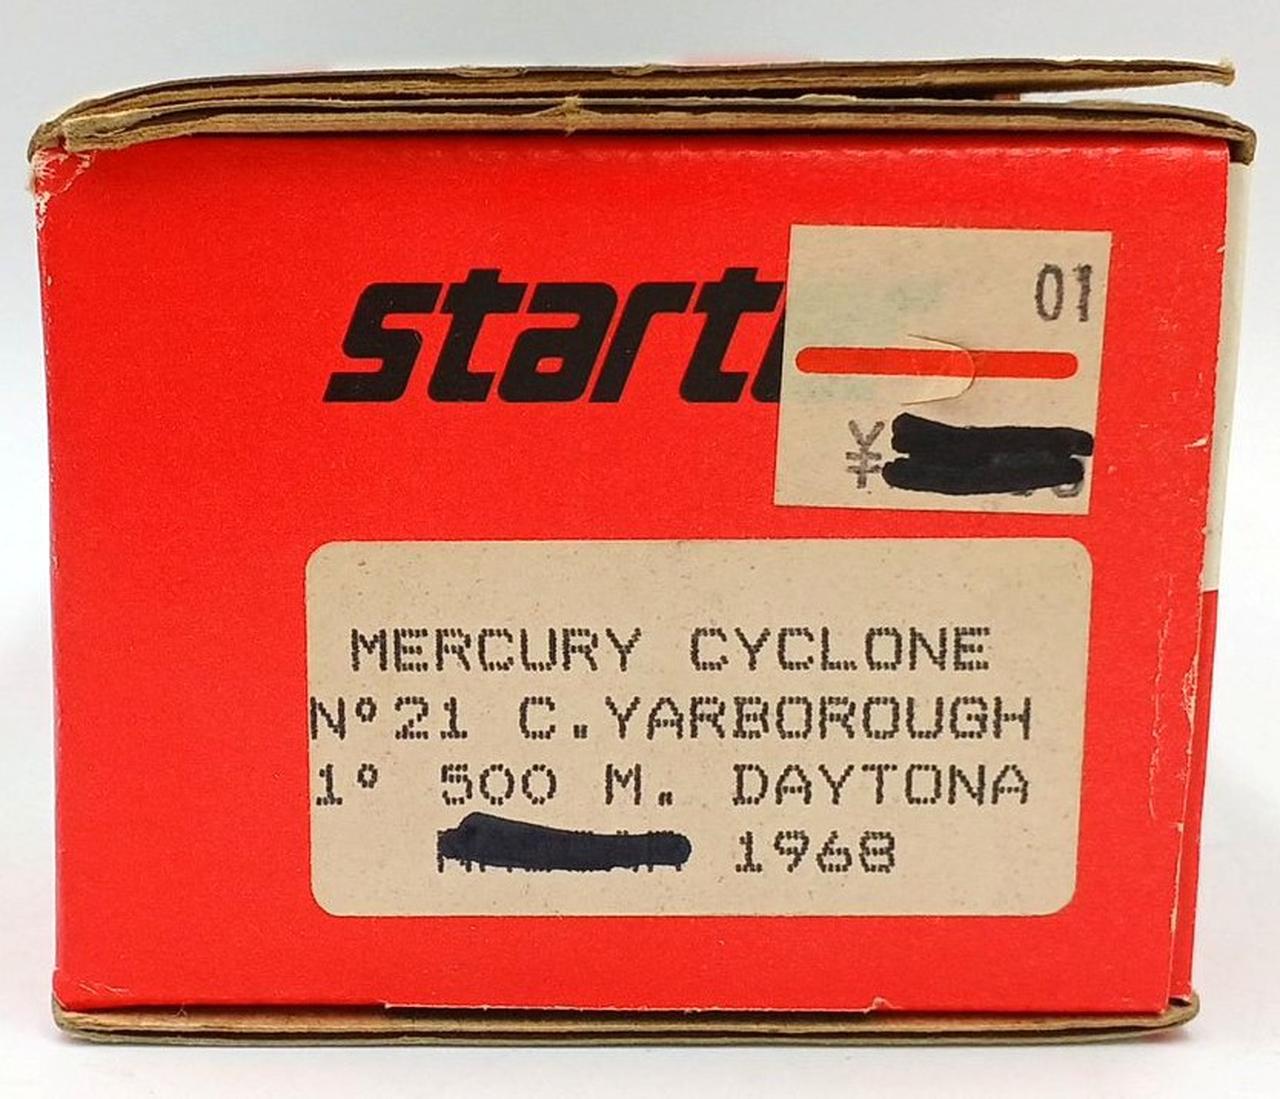 start
01
¥
MERCURY CYCLONE
N° 21 C.YARBOROUGH
1° 500 M. DAYTONA
1968